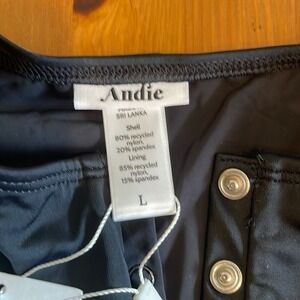 Andie
SRI LANKA
Shell
80% recycled
nylon,
20% spandex
Lining
85% recycled
nylon,
15% spandex
L